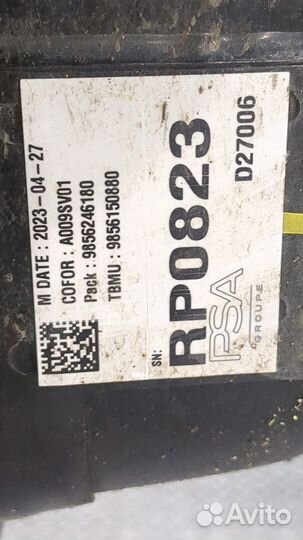 M DATE : 2023-04-27
COFOR : A009SV01
Pack : 9856246180
TBMU : 9856150880
SN:
RP0823
PSA
GROUPE
D27006
Avito